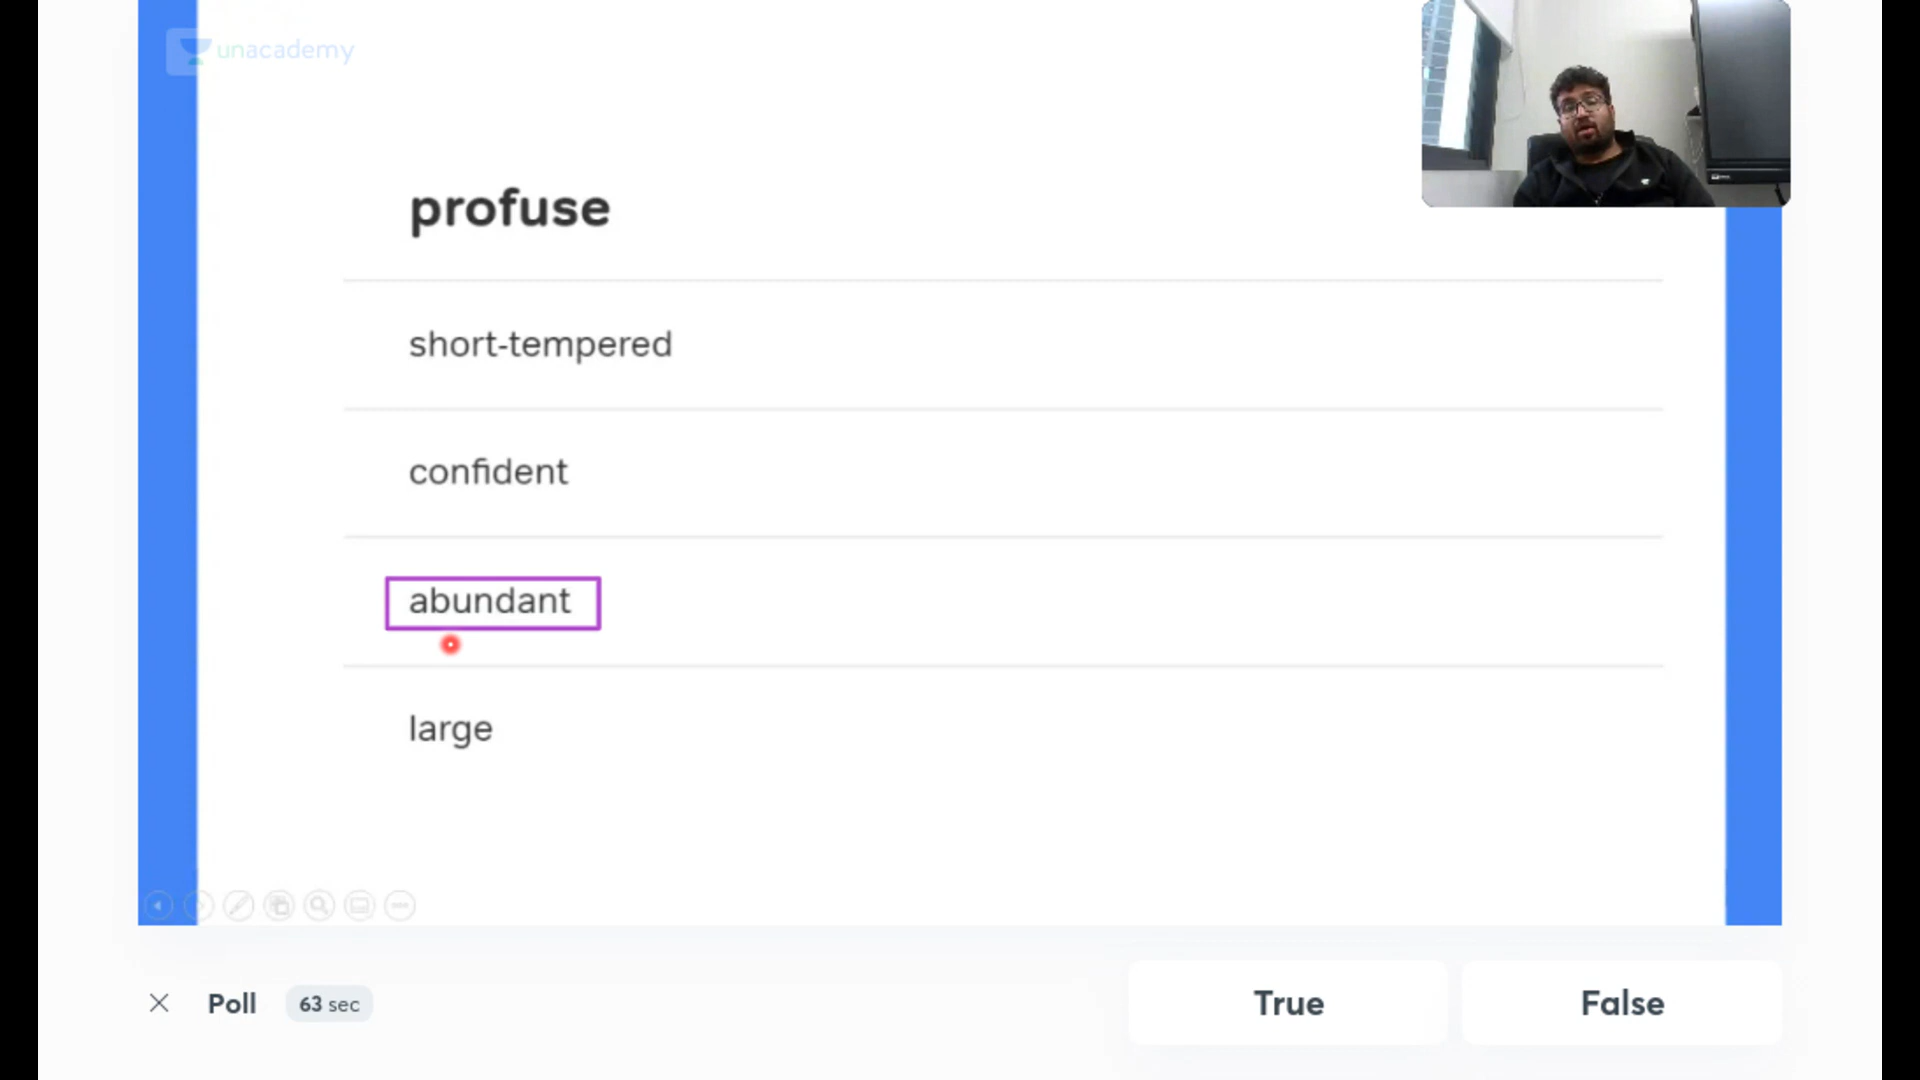 unacademy
profuse
short-tempered
confident
abundant
large
Poll 63 sec True False